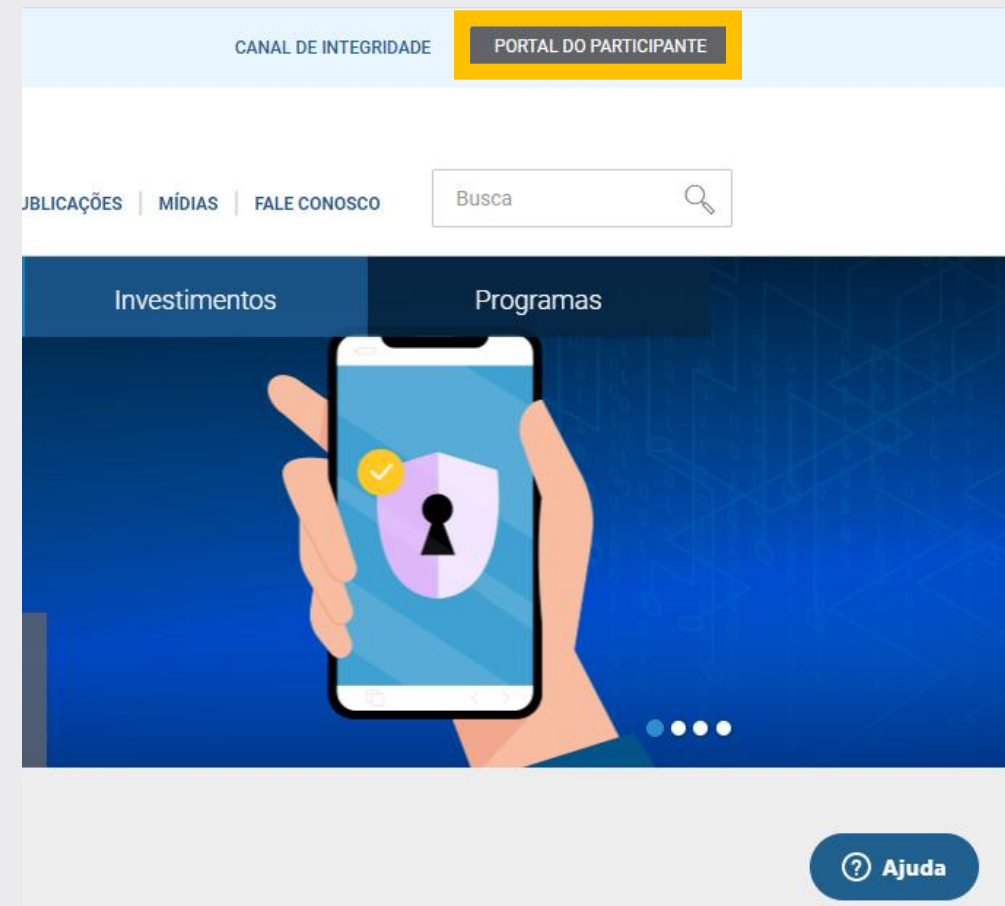 CANAL DE INTEGRIDADE PORTAL DO PARTICIPANTE
UBLICAÇÕES MÍDIAS FALE CONOSCO Busca
Investimentos Programas
Ajuda